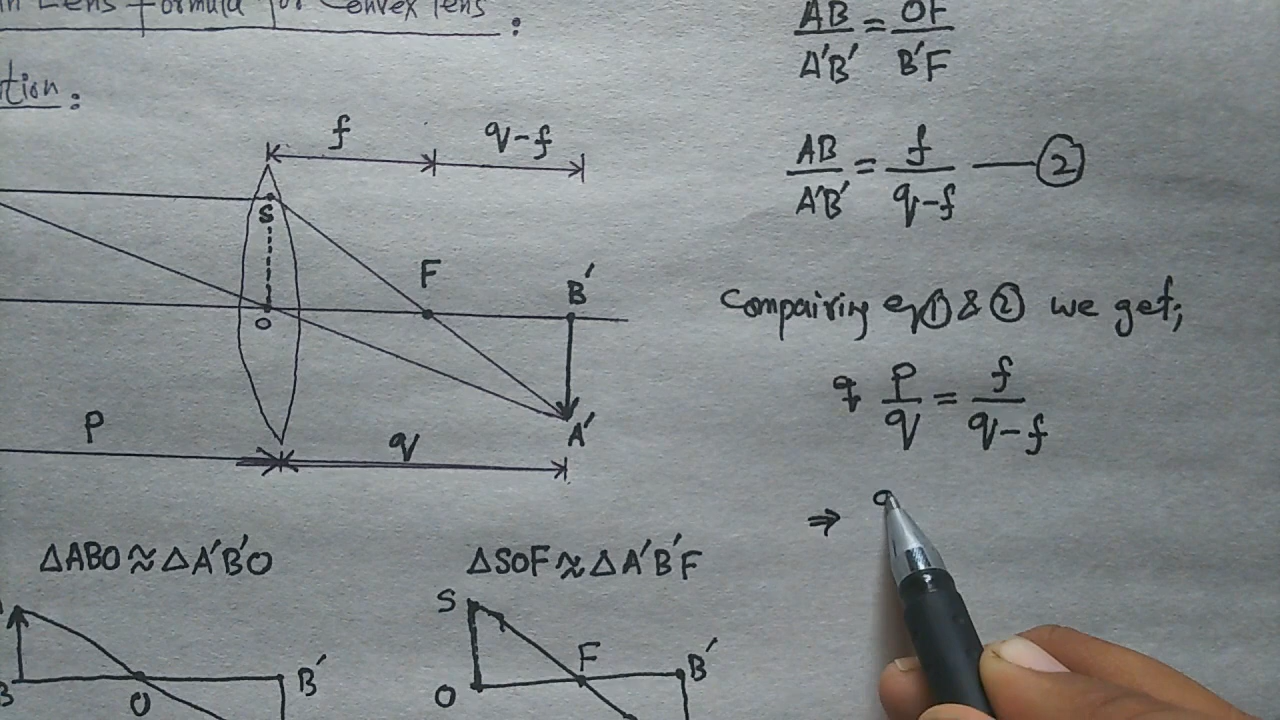 Lens Formula for Convex lens :
tion :
f q-f
S
F
O B′
P q A′
ΔABO≈ΔA′B′O
B O B′
ΔSOF≈ΔA′B′F
S
F B′
O
AB/A′B′ = OF/B′F
AB/A′B′ = f/q-f — ②
Compairing eq ① & ② we get;
q P/q = f/q-f
⇒